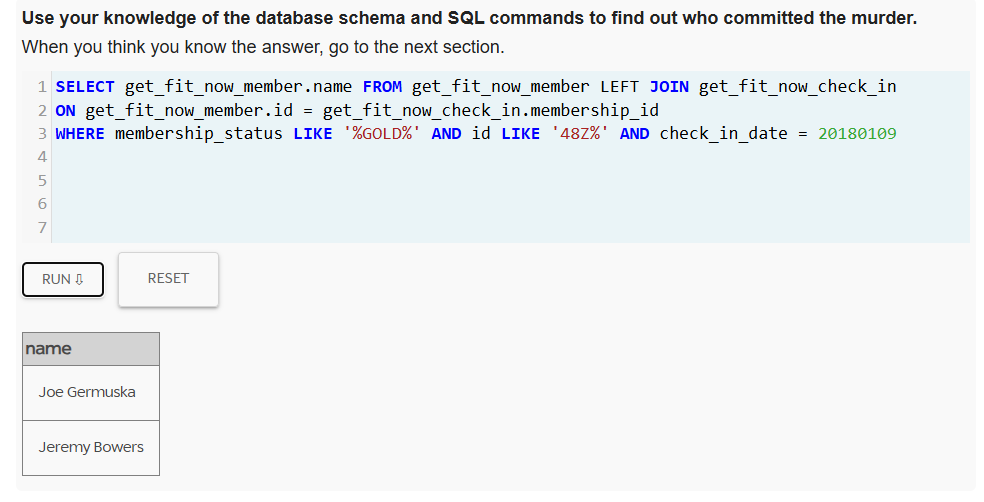 Use your knowledge of the database schema and SQL commands to find out who committed the murder.
When you think you know the answer, go to the next section.
1 SELECT get_fit_now_member.name FROM get_fit_now_member LEFT JOIN get_fit_now_check_in
2 ON get_fit_now_member.id = get_fit_now_check_in.membership_id
3 WHERE membership_status LIKE '%GOLD%' AND id LIKE '48Z%' AND check_in_date = 20180109
4
5
6
7
RUN ⇩ RESET
name
Joe Germuska
Jeremy Bowers